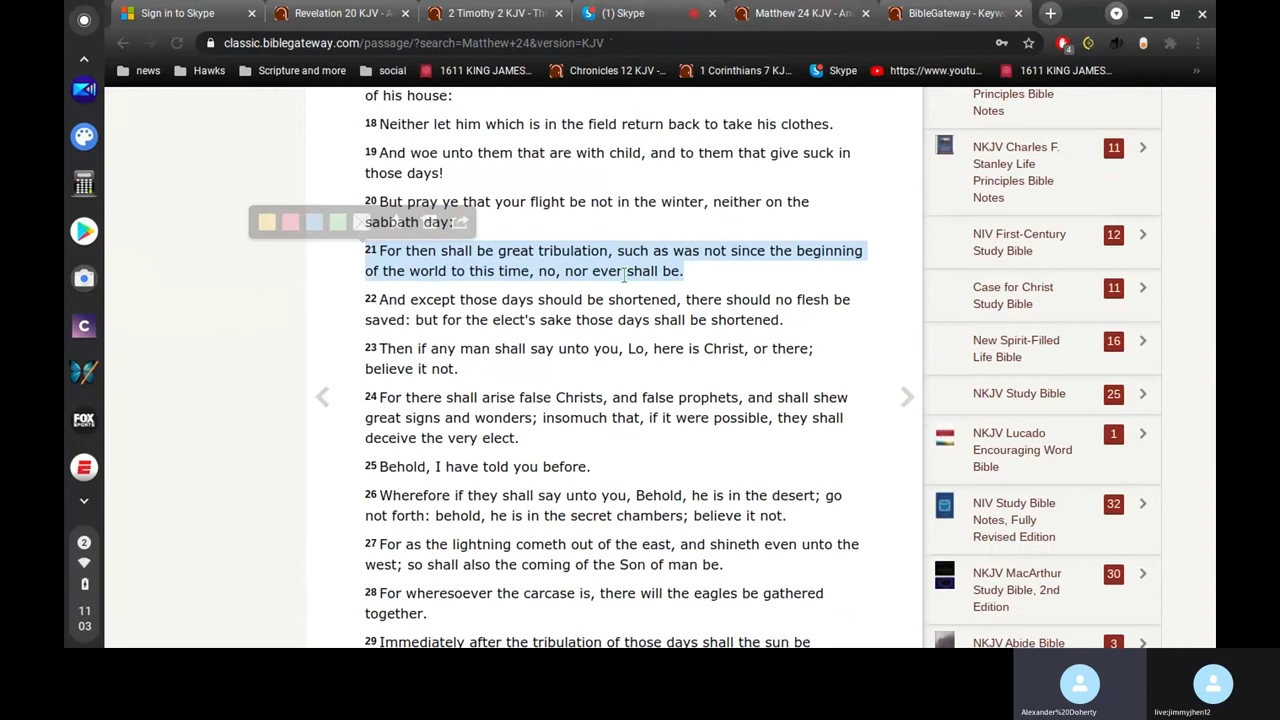 Sign in to Skype
Revelation 20 KJV - A
2 Timothy 2 KJV - Th
(1) Skype
Matthew 24 KJV - An
BibleGateway - Keyw
classic.biblegateway.com/passage/?search=Matthew+24&version=KJV
4
news
Hawks
Scripture and more
social
1611 KING JAMES...
Chronicles 12 KJV -...
1 Corinthians 7 KJ...
Skype
https://www.youtu...
1611 KING JAMES...
»
of his house:
18 Neither let him which is in the field return back to take his clothes.
19 And woe unto them that are with child, and to them that give suck in
those days!
20 But pray ye that your flight be not in the winter, neither on the
sabbath day:
21 For then shall be great tribulation, such as was not since the beginning
of the world to this time, no, nor ever shall be.
22 And except those days should be shortened, there should no flesh be
saved: but for the elect's sake those days shall be shortened.
23 Then if any man shall say unto you, Lo, here is Christ, or there;
believe it not.
24 For there shall arise false Christs, and false prophets, and shall shew
great signs and wonders; insomuch that, if it were possible, they shall
deceive the very elect.
25 Behold, I have told you before.
26 Wherefore if they shall say unto you, Behold, he is in the desert; go
not forth: behold, he is in the secret chambers; believe it not.
27 For as the lightning cometh out of the east, and shineth even unto the
west; so shall also the coming of the Son of man be.
28 For wheresoever the carcase is, there will the eagles be gathered
together.
29 Immediately after the tribulation of those days shall the sun be
Principles Bible
Notes
NKJV Charles F.
Stanley Life
Principles Bible
Notes
11
NIV First-Century
Study Bible
12
Case for Christ
Study Bible
11
New Spirit-Filled
Life Bible
16
NKJV Study Bible
25
NKJV Lucado
Encouraging Word
Bible
1
NIV Study Bible
Notes, Fully
Revised Edition
32
NKJV MacArthur
Study Bible, 2nd
Edition
30
NKJV Abide Bible
3
C
FOX
SPORTS
E
2
11
03
Alexander%20Doherty
live:jimmyjhen12